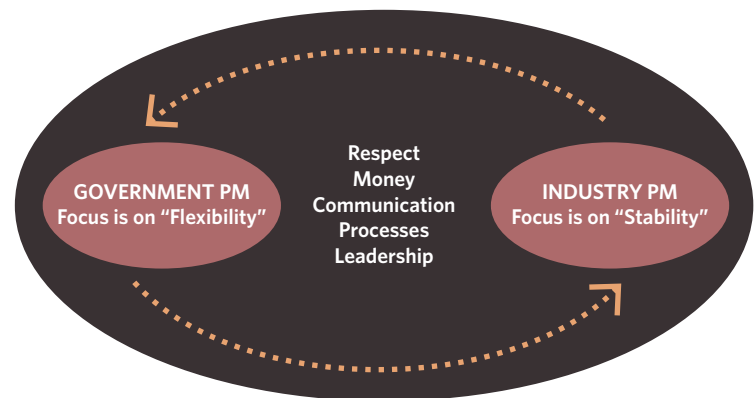 GOVERNMENT PM
Focus is on “Flexibility”
Respect
Money
Communication
Processes
Leadership
INDUSTRY PM
Focus is on “Stability”